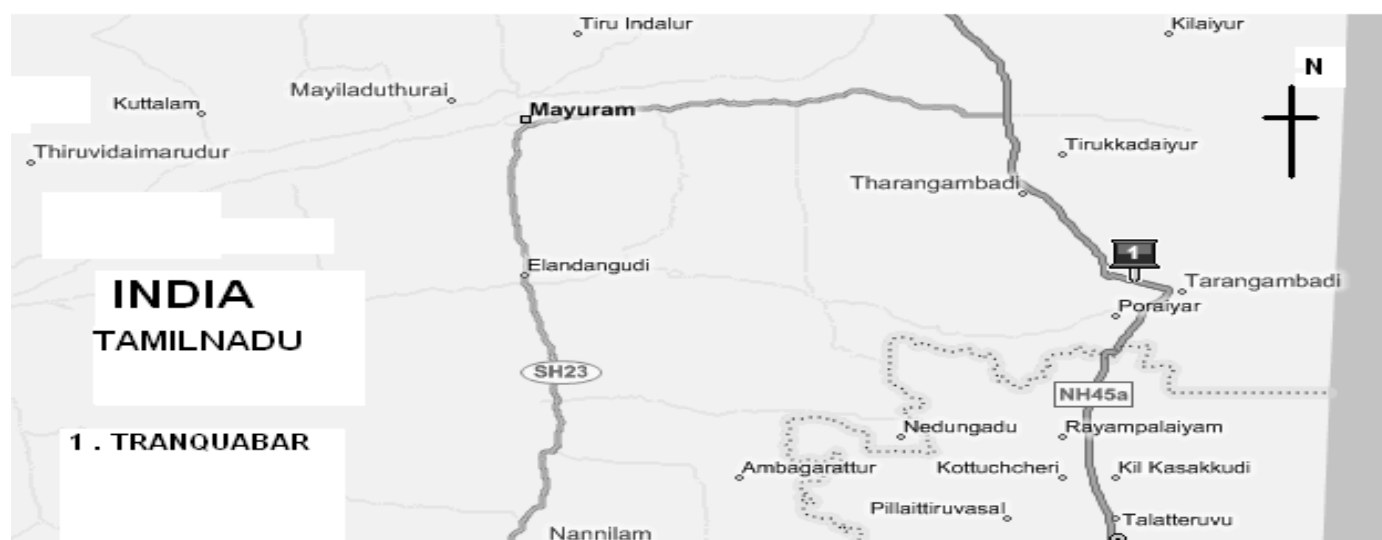 Tiru Indalur
Kilaiyur
N
Mayiladuthurai
Kuttalam
Mayuram
Tirukkadaiyur
Thiruvidaimarudur
Tharangambadi
1
Elandangudi
Tarangambadi
INDIA
Poraiyar
TAMILNADU
SH23
NH45a
Nedungadu
Rayampalaiyam
1 . TRANQUABAR
Ambagarattur
Kottuchcheri
Kil Kasakkudi
Pillaittiruvasal
Talatteruvu
Nannilam